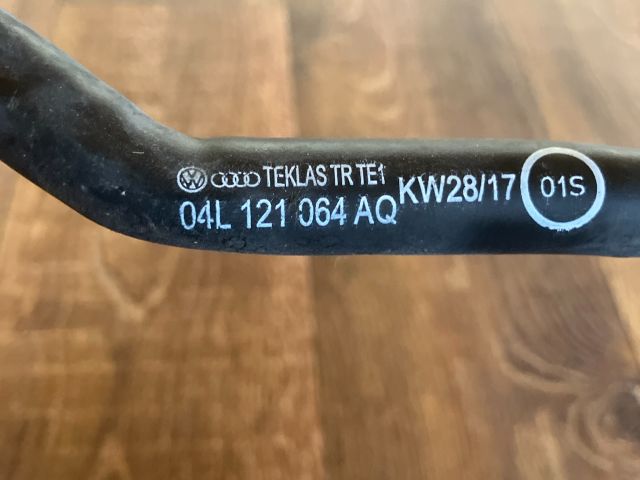 TEKLAS TR TE1
04L 121 064 AQ
KW28/17
01S